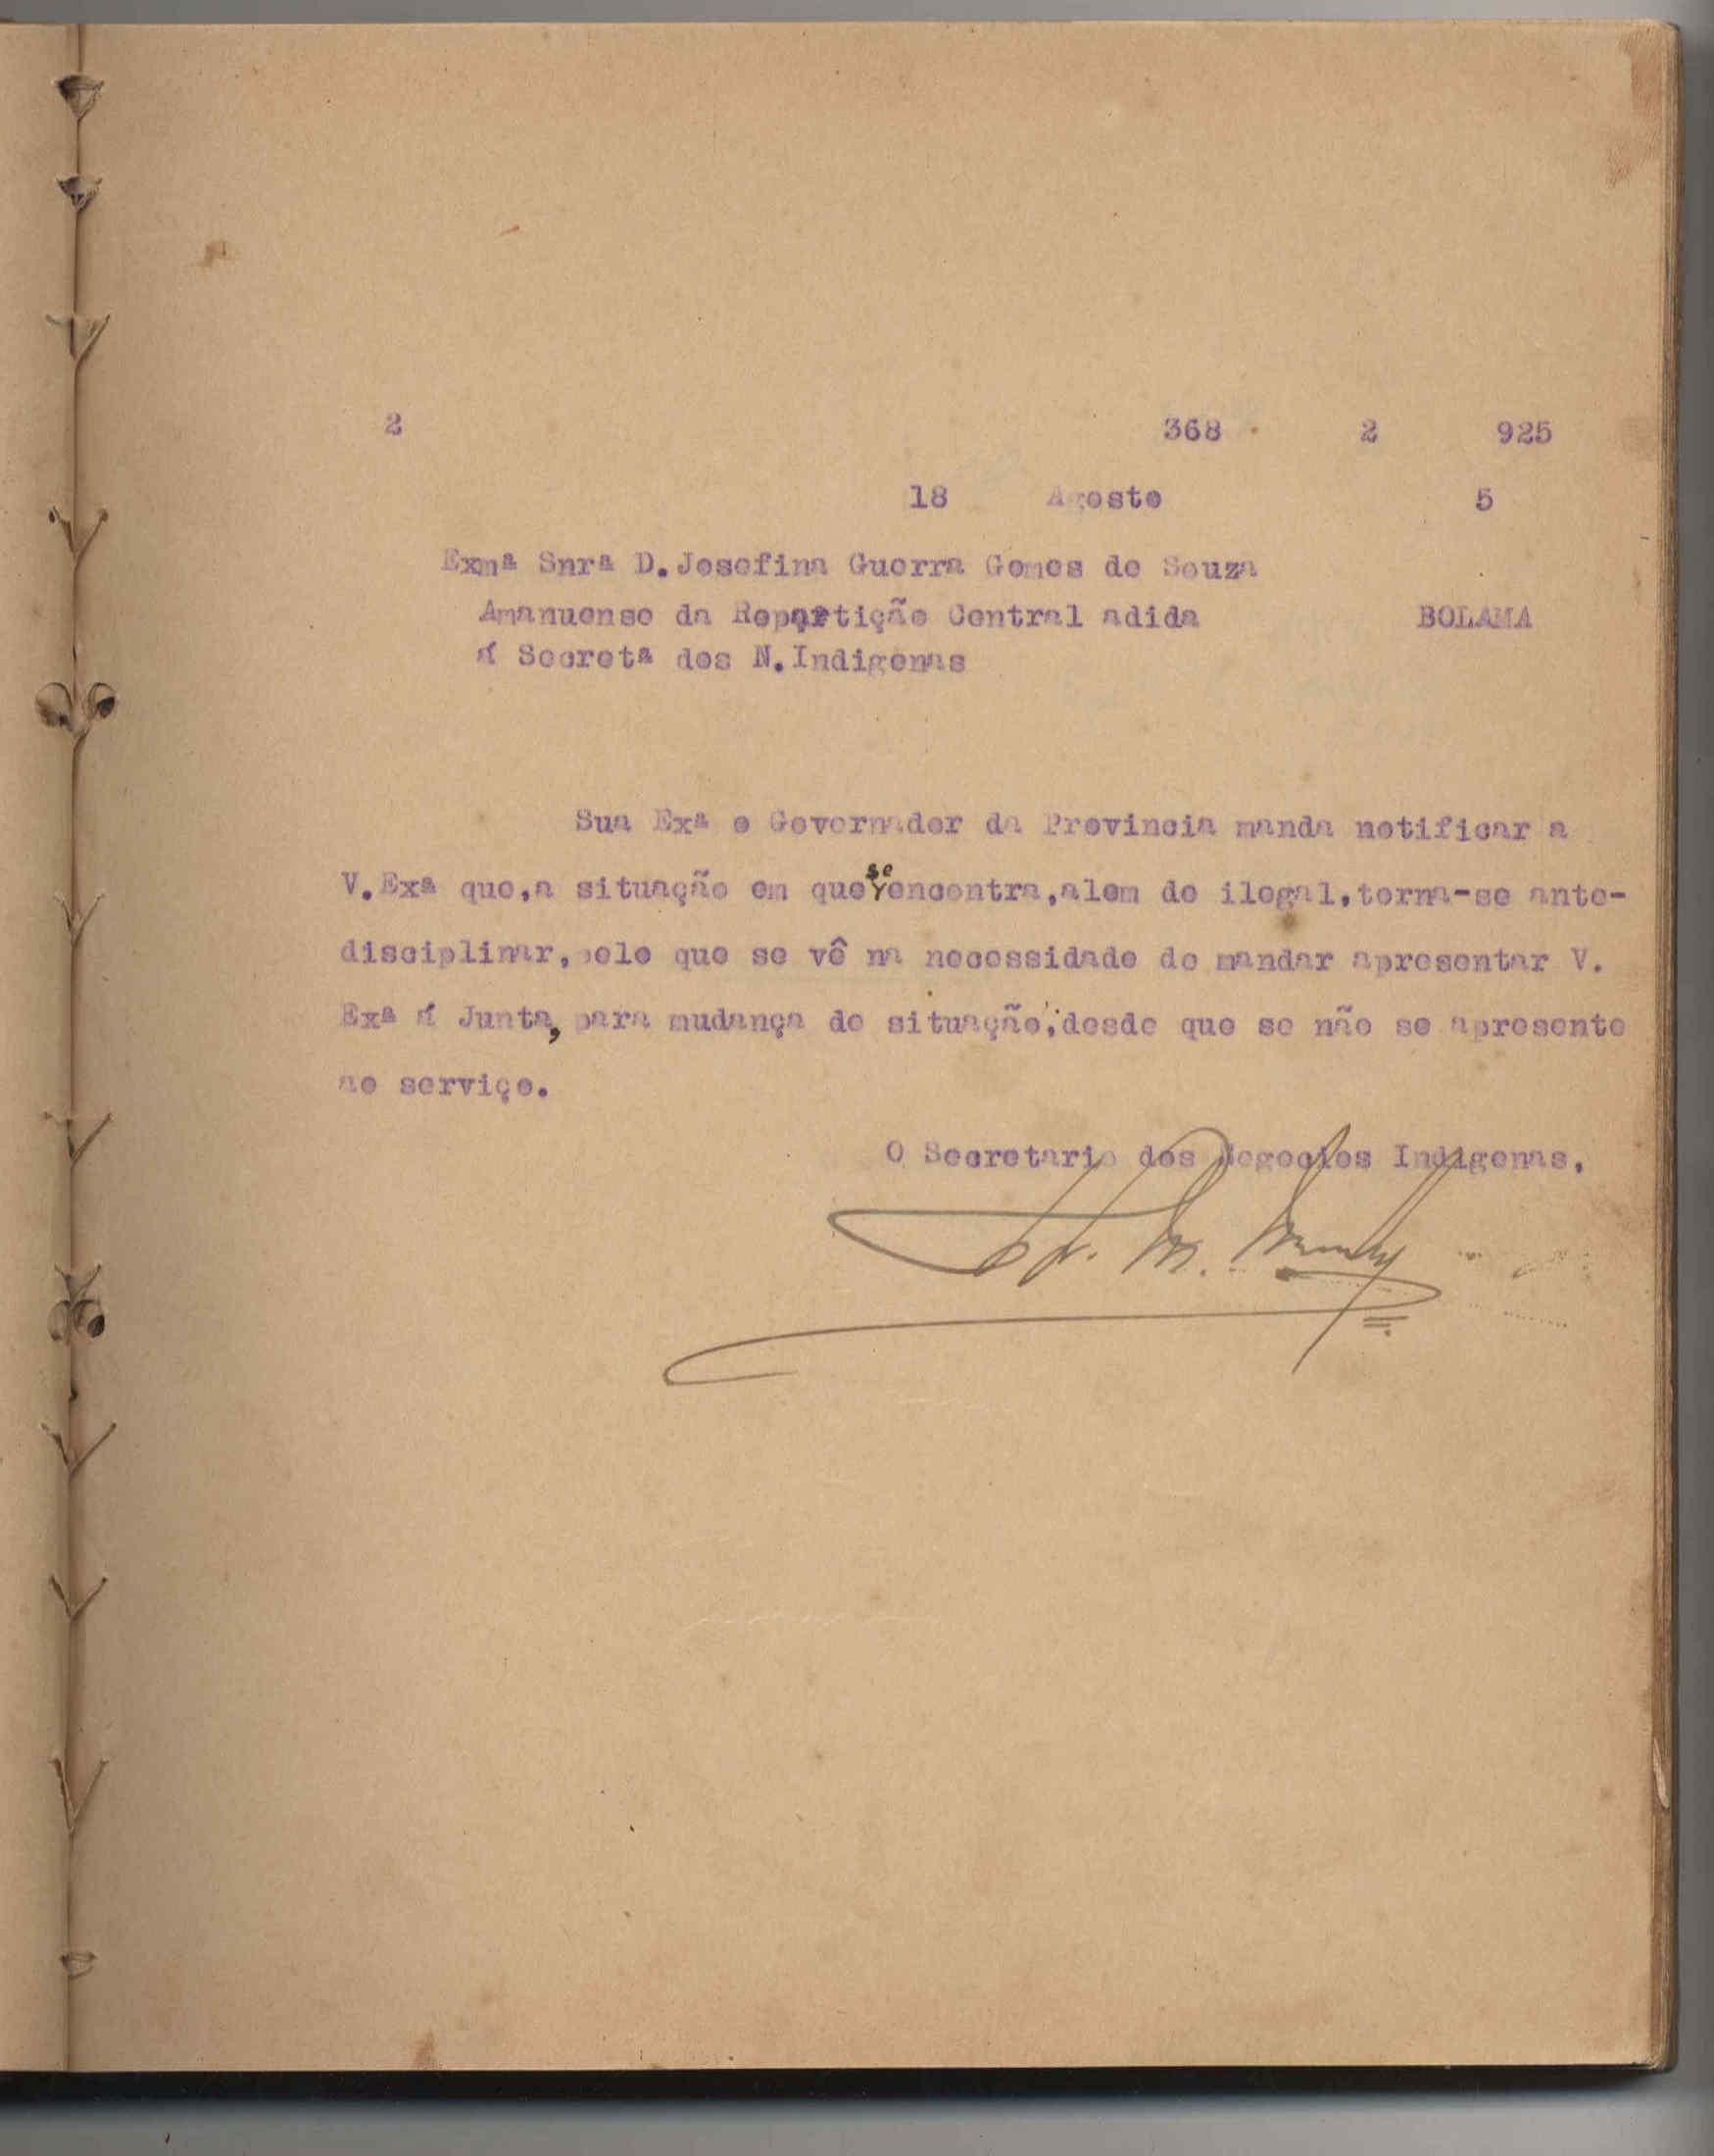 2 368 2 925
18 Agosto 5
Exmª Snrª D.Josefina Guerra Gomes de Souza
Amanuense da Repartição Central adida BOLAMA
á Secretª dos N.Indigenas
Sua Exª o Governador da Provincia manda notificar a
V.Exª que,a situação em que se encontra,alem de ilegal,torna-se ante-
disciplinar,pelo que se vê na necessidade de mandar apresentar V.
Exª á Junta, para mudança de situação;desde que se não se apresente
ao serviço.
O Secretario dos Negocios Indigenas,